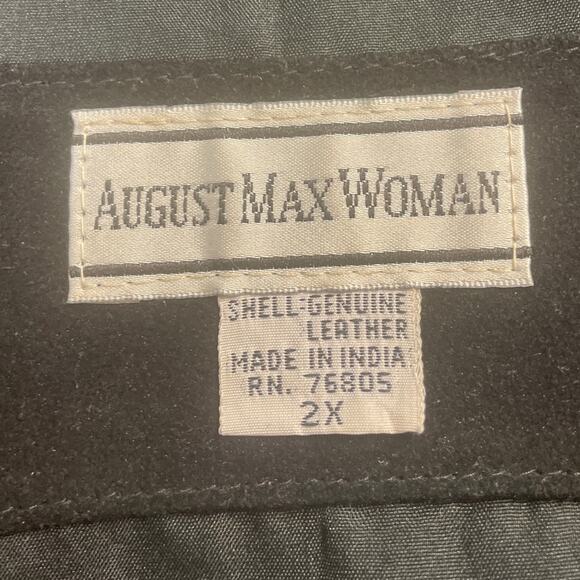 AUGUST MAX WOMAN
SHELL:GENUINE
LEATHER
MADE IN INDIA
RN. 76805
2X